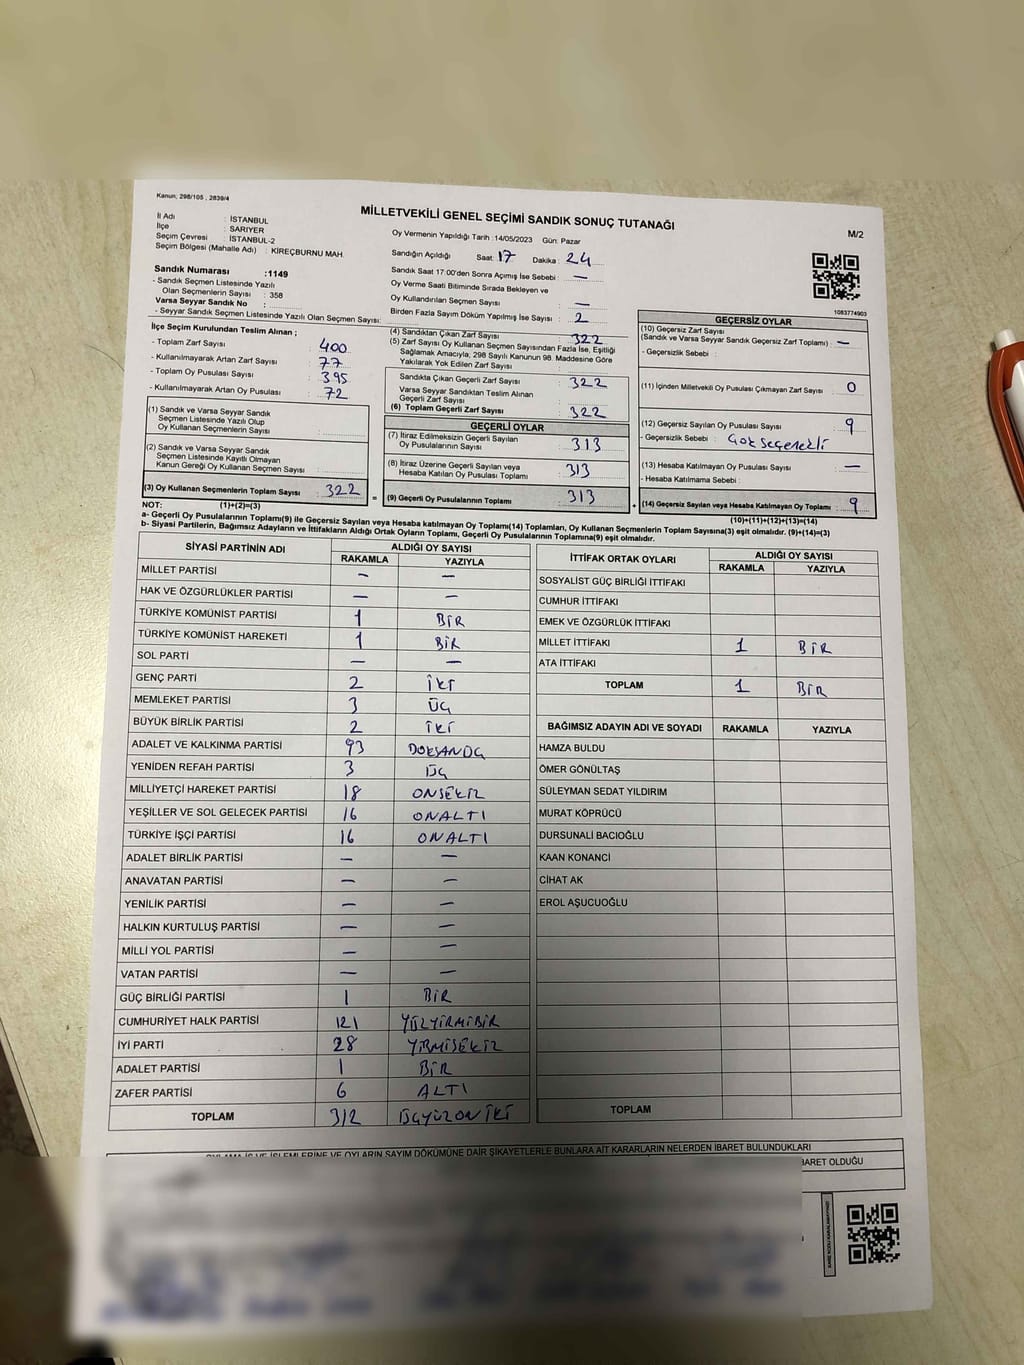 Kanun; 298/105 , 2839/4
MİLLETVEKİLİ GENEL SEÇİMİ SANDIK SONUÇ TUTANAĞI
M/2
İl Adı : İSTANBUL
İlçe : SARIYER
Seçim Çevresi : İSTANBUL-2
Seçim Bölgesi (Mahalle Adı) : KİREÇBURNU MAH.
Oy Vermenin Yapıldığı Tarih :14/05/2023 Gün: Pazar
Sandığın Açıldığı Saat: 17 Dakika : 24
Sandık Saat 17:00'den Sonra Açımış İse Sebebi : —
Oy Verme Saati Bitiminde Sırada Bekleyen ve
Oy Kullandırılan Seçmen Sayısı : —
Birden Fazla Sayım Döküm Yapılmış İse Sayısı : 2
1083774903
Sandık Numarası :1149
- Sandık Seçmen Listesinde Yazılı
Olan Seçmenlerin Sayısı : 358
Varsa Seyyar Sandık No :
- Seyyar Sandık Seçmen Listesinde Yazılı Olan Seçmen Sayısı:
İlçe Seçim Kurulundan Teslim Alınan ;
- Toplam Zarf Sayısı : 400
- Kullanılmayarak Artan Zarf Sayısı : 77
- Toplam Oy Pusulası Sayısı : 395
- Kullanılmayarak Artan Oy Pusulası : 72
(1) Sandık ve Varsa Seyyar Sandık
Seçmen Listesinde Yazılı Olup
Oy Kullanan Seçmenlerin Sayısı :
(2) Sandık ve Varsa Seyyar Sandık
Seçmen Listesinde Kayıtlı Olmayan
Kanun Gereği Oy Kullanan Seçmen Sayısı :
(3) Oy Kullanan Seçmenlerin Toplam Sayısı : 322
(1)+(2)=(3)
(4) Sandıktan Çıkan Zarf Sayısı : 322
(5) Zarf Sayısı Oy Kullanan Seçmen Sayısından Fazla İse, Eşitliği
Sağlamak Amacıyla, 298 Sayılı Kanunun 98. Maddesine Göre
Yakılarak Yok Edilen Zarf Sayısı :
Sandıkta Çıkan Geçerli Zarf Sayısı : 322
Varsa Seyyar Sandıktan Teslim Alınan
Geçerli Zarf Sayısı :
(6) Toplam Geçerli Zarf Sayısı : 322
GEÇERLİ OYLAR
(7) İtiraz Edilmeksizin Geçerli Sayılan
Oy Pusulalarının Sayısı : 313
(8) İtiraz Üzerine Geçerli Sayılan veya
Hesaba Katılan Oy Pusulası Toplamı : 313
= (9) Geçerli Oy Pusulalarının Toplamı : 313
GEÇERSİZ OYLAR
(10) Geçersiz Zarf Sayısı
(Sandık ve Varsa Seyyar Sandık Geçersiz Zarf Toplamı) : —
- Geçersizlik Sebebi :
(11) İçinden Milletvekili Oy Pusulası Çıkmayan Zarf Sayısı : 0
(12) Geçersiz Sayılan Oy Pusulası Sayısı : 9
- Geçersizlik Sebebi : Çok seçenekli
(13) Hesaba Katılmayan Oy Pusulası Sayısı : —
- Hesaba Katılmama Sebebi :
+ (14) Geçersiz Sayılan veya Hesaba Katılmayan Oy Toplamı : 9
(10)+(11)+(12)+(13)=(14)
NOT:
a- Geçerli Oy Pusulalarının Toplamı(9) ile Geçersiz Sayılan veya Hesaba katılmayan Oy Toplamı(14) Toplamları, Oy Kullanan Seçmenlerin Toplam Sayısına(3) eşit olmalıdır. (9)+(14)=(3)
b- Siyasi Partilerin, Bağımsız Adayların ve İttifakların Aldığı Ortak Oyların Toplamı, Geçerli Oy Pusulalarının Toplamına(9) eşit olmalıdır.
SİYASİ PARTİNİN ADI ALDIĞI OY SAYISI
RAKAMLA YAZIYLA
MİLLET PARTİSİ — —
HAK VE ÖZGÜRLÜKLER PARTİSİ — —
TÜRKİYE KOMÜNİST PARTİSİ 1 BİR
TÜRKİYE KOMÜNİST HAREKETİ 1 BİR
SOL PARTİ — —
GENÇ PARTİ 2 İKİ
MEMLEKET PARTİSİ 3 ÜÇ
BÜYÜK BİRLİK PARTİSİ 2 İKİ
ADALET VE KALKINMA PARTİSİ 93 DOKSANÜÇ
YENİDEN REFAH PARTİSİ 3 ÜÇ
MİLLİYETÇİ HAREKET PARTİSİ 18 ONSEKİZ
YEŞİLLER VE SOL GELECEK PARTİSİ 16 ONALTI
TÜRKİYE İŞÇİ PARTİSİ 16 ONALTI
ADALET BİRLİK PARTİSİ — —
ANAVATAN PARTİSİ — —
YENİLİK PARTİSİ — —
HALKIN KURTULUŞ PARTİSİ — —
MİLLİ YOL PARTİSİ — —
VATAN PARTİSİ — —
GÜÇ BİRLİĞİ PARTİSİ 1 BİR
CUMHURİYET HALK PARTİSİ 121 YÜZYİRMİBİR
İYİ PARTİ 28 YİRMİSEKİZ
ADALET PARTİSİ 1 BİR
ZAFER PARTİSİ 6 ALTI
TOPLAM 312 ÜÇYÜZONİKİ
İTTİFAK ORTAK OYLARI ALDIĞI OY SAYISI
RAKAMLA YAZIYLA
SOSYALİST GÜÇ BİRLİĞİ İTTİFAKI
CUMHUR İTTİFAKI
EMEK VE ÖZGÜRLÜK İTTİFAKI
MİLLET İTTİFAKI 1 BİR
ATA İTTİFAKI
TOPLAM 1 BİR
BAĞIMSIZ ADAYIN ADI VE SOYADI RAKAMLA YAZIYLA
HAMZA BULDU
ÖMER GÖNÜLTAŞ
SÜLEYMAN SEDAT YILDIRIM
MURAT KÖPRÜCÜ
DURSUNALİ BACIOĞLU
KAAN KONANCİ
CİHAT AK
EROL AŞUCUOĞLU
TOPLAM
OYLAMA İŞ VE İŞLEMLERİNE VE OYLARIN SAYIM DÖKÜMÜNE DAİR ŞİKAYETLERLE BUNLARA AİT KARARLARIN NELERDEN İBARET BULUNDUKLARI
BARET OLDUĞU